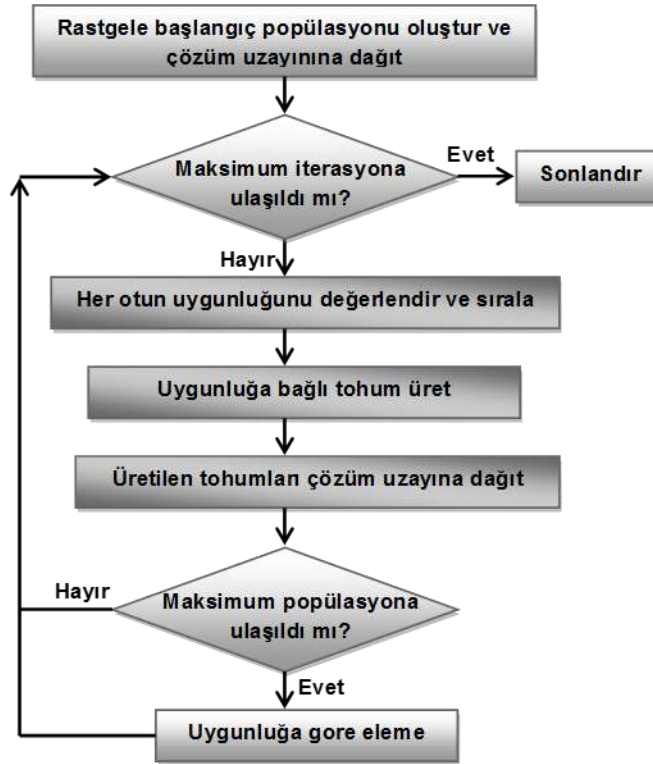 Rastgele başlangıç popülasyonu oluştur ve
çözüm uzayınına dağıt
Maksimum iterasyona
ulaşıldı mı?
Evet
Sonlandır
Hayır
Her otun uygunluğunu değerlendir ve sırala
Uygunluğa bağlı tohum üret
Üretilen tohumları çözüm uzayına dağıt
Hayır
Maksimum popülasyona
ulaşıldı mı?
Evet
Uygunluğa gore eleme